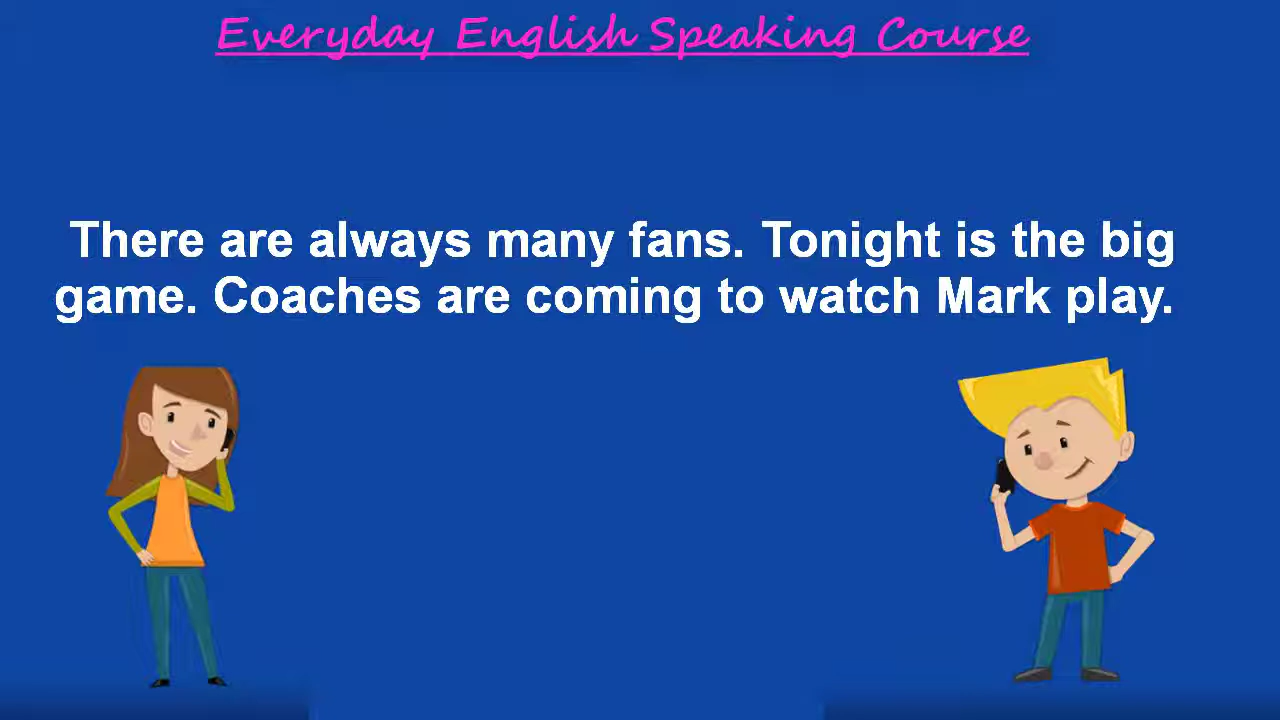 Everyday English Speaking Course
There are always many fans. Tonight is the big
game. Coaches are coming to watch Mark play.